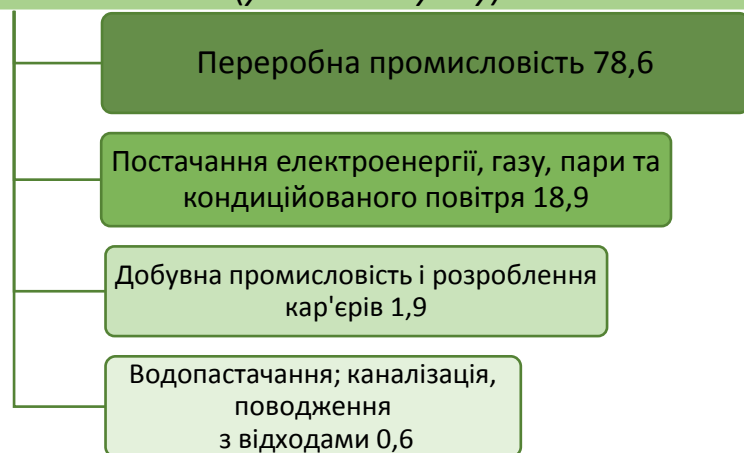 Переробна промисловість 78,6
Постачання електроенергії, газу, пари та
кондиційованого повітря 18,9
Добувна промисловість і розроблення
кар'єрів 1,9
Водопастачання; каналізація,
поводження
з відходами 0,6